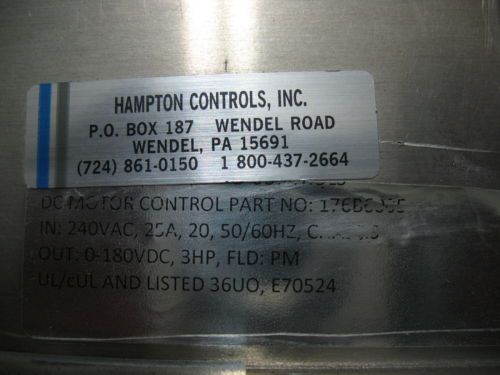 HAMPTON CONTROLS, INC.
P.O. BOX 187 WENDEL ROAD
WENDEL, PA 15691
(724) 861-0150 1 800-437-2664
DC MOTOR CONTROL PART NO:
IN: 240VAC, 25A, 20, 50/60HZ,
OUT: 0-180VDC, 3HP, FLD: PM
UL/cUL AND LISTED 36UO, E70524